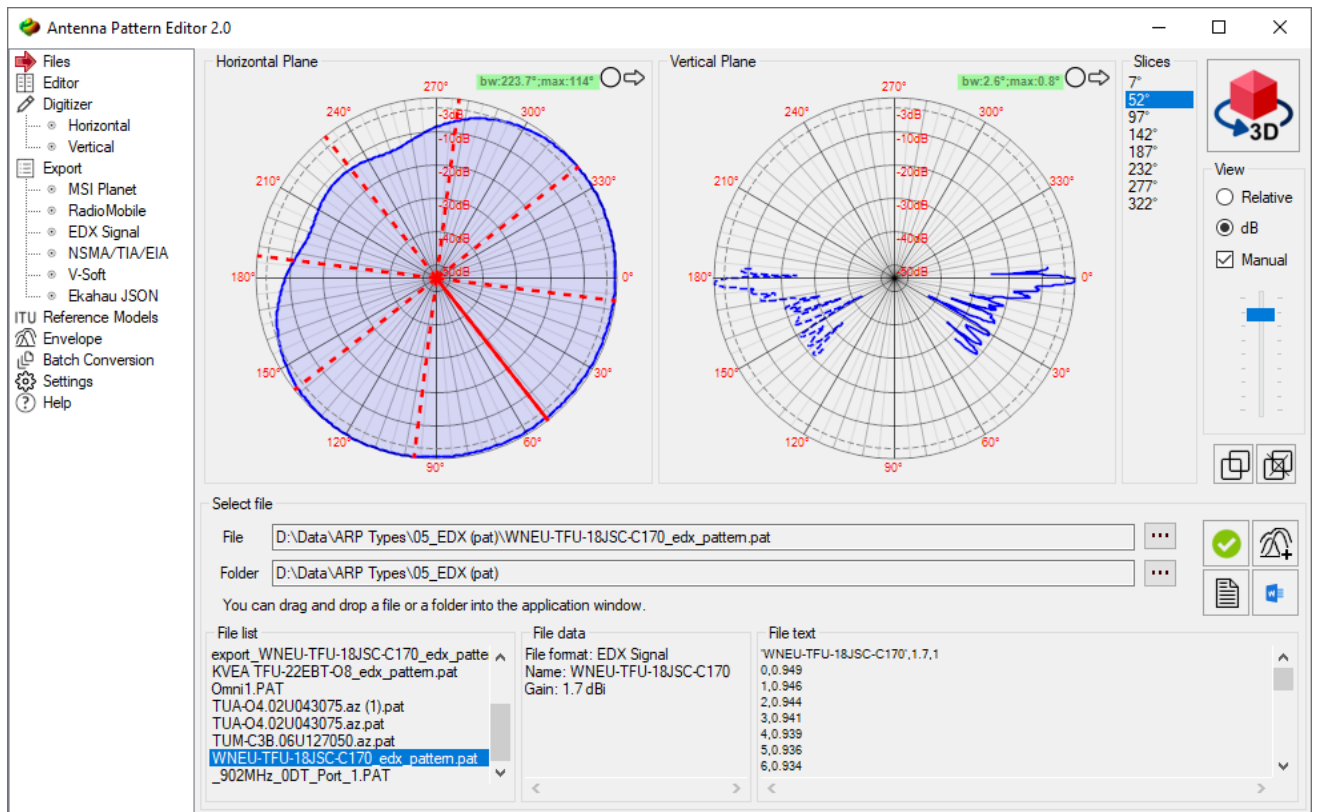 Antenna Pattern Editor 2.0
Files
Editor
Digitizer
Horizontal
Vertical
Export
MSI Planet
RadioMobile
EDX Signal
NSMA/TIA/EIA
V-Soft
Ekahau JSON
ITU Reference Models
Envelope
Batch Conversion
Settings
Help
Horizontal Plane
bw:223.7°;max:114°
270°
240°
300°
210°
330°
180°
0°
150°
30°
120°
60°
90°
-3dB
-10dB
-20dB
-30dB
-40dB
-50dB
Vertical Plane
bw:2.6°;max:0.8°
270°
240°
300°
210°
330°
180°
0°
150°
30°
120°
60°
90°
-3dB
-10dB
-20dB
-30dB
-40dB
-50dB
Slices
7°
52°
97°
142°
187°
232°
277°
322°
3D
View
Relative
dB
Manual
Select file
File D:\Data\ARP Types\05_EDX (pat)\WNEU-TFU-18JSC-C170_edx_pattern.pat
Folder D:\Data\ARP Types\05_EDX (pat)
You can drag and drop a file or a folder into the application window.
File list
export_WNEU-TFU-18JSC-C170_edx_patte
KVEA TFU-22EBT-O8_edx_pattern.pat
Omni1.PAT
TUA-O4.02U043075.az (1).pat
TUA-O4.02U043075.az.pat
TUM-C3B.06U127050.az.pat
WNEU-TFU-18JSC-C170_edx_pattern.pat
_902MHz_0DT_Port_1.PAT
File data
File format: EDX Signal
Name: WNEU-TFU-18JSC-C170
Gain: 1.7 dBi
File text
'WNEU-TFU-18JSC-C170',1.7,1
0,0.949
1,0.946
2,0.944
3,0.941
4,0.939
5,0.936
6,0.934